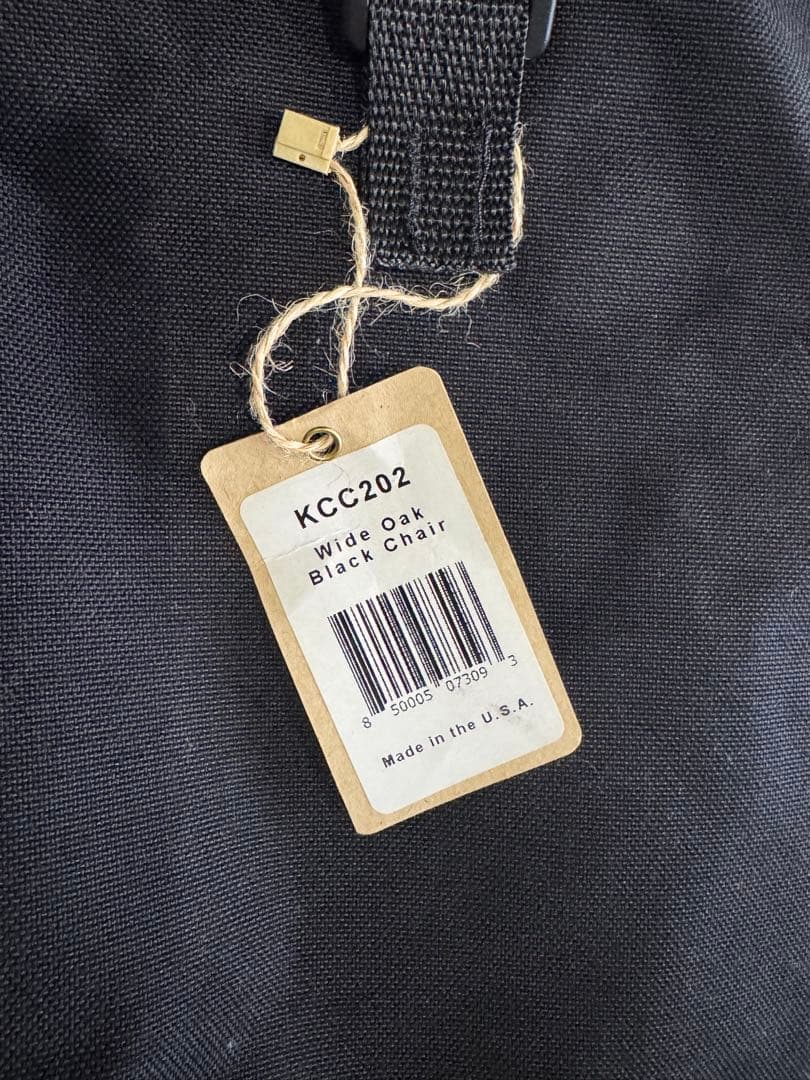 KCC202
Wide Oak
Black Chair
8 50005 07309 3
Made in the U.S.A.